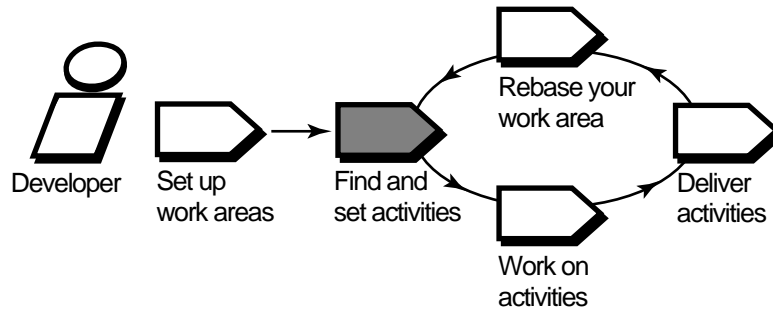 Developer
Set up
work areas
Find and
set activities
Rebase your
work area
Work on
activities
Deliver
activities